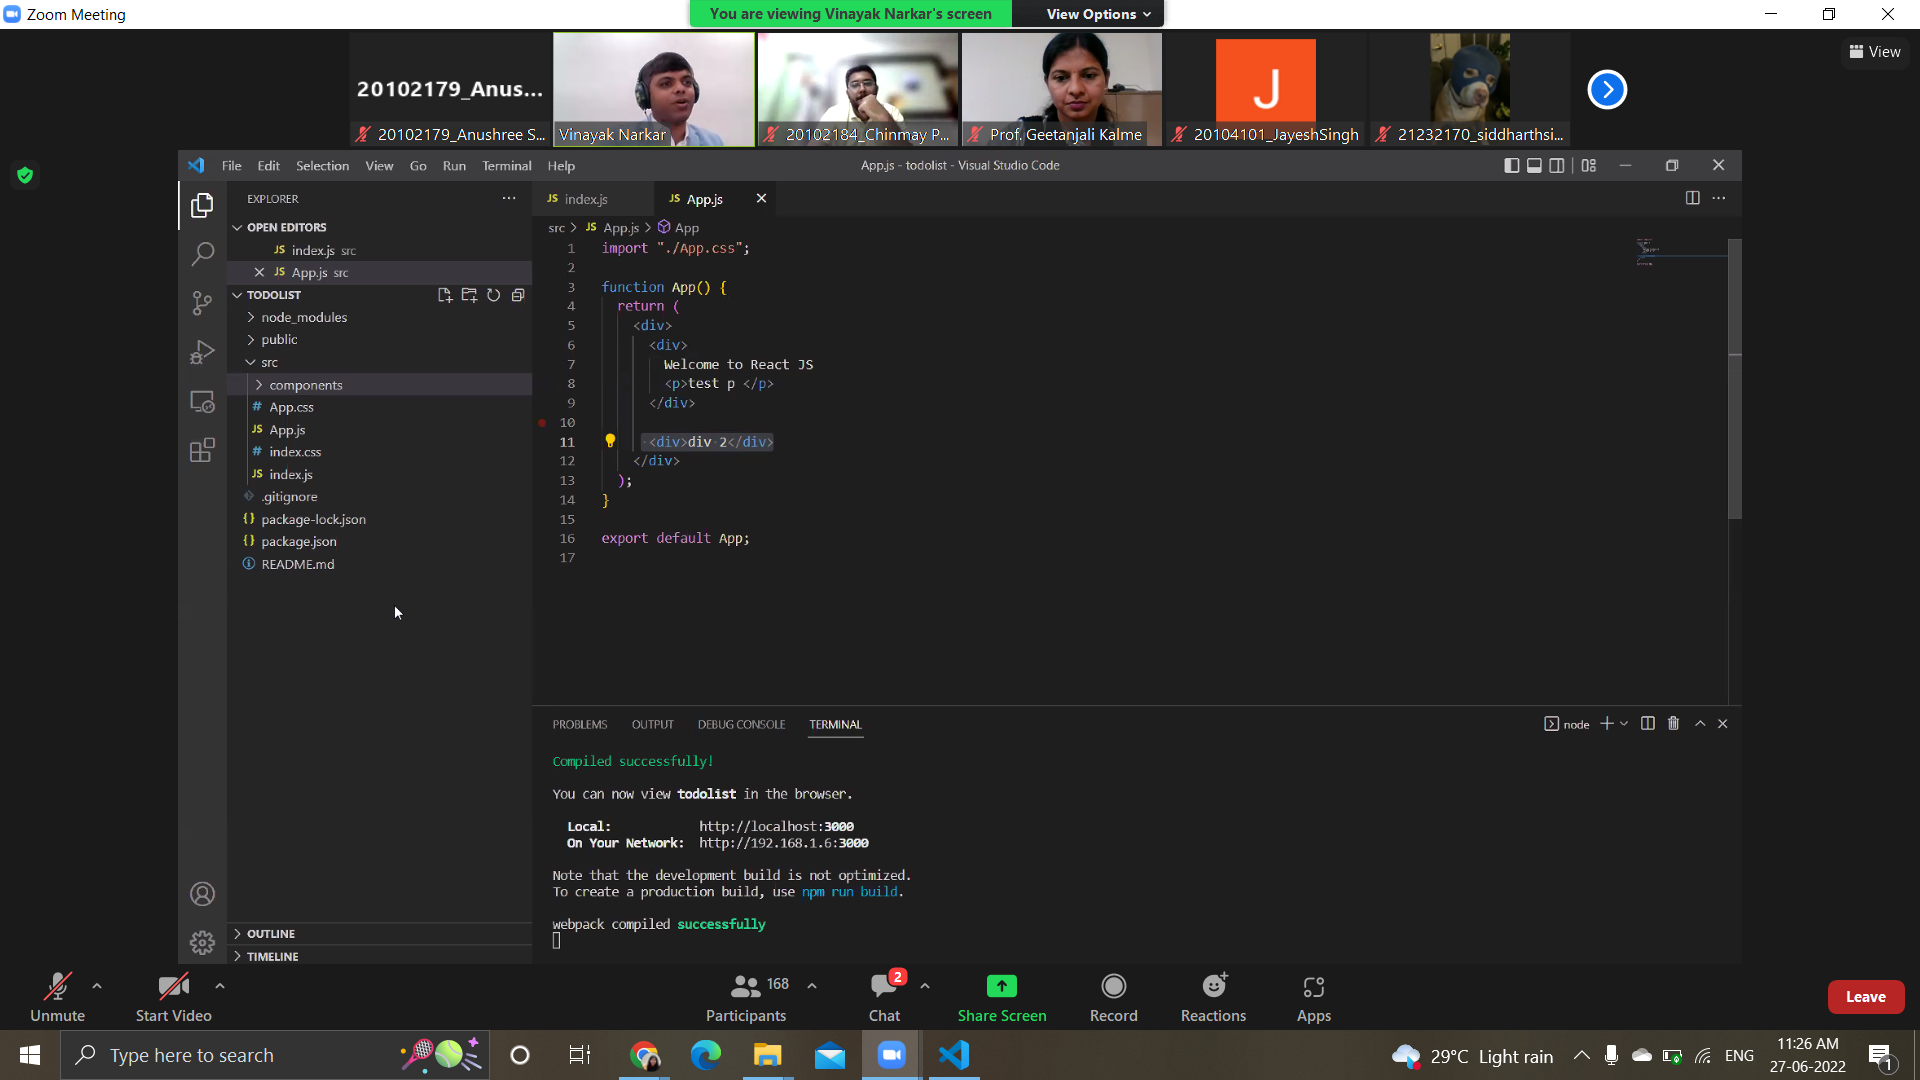 Zoom Meeting
You are viewing Vinayak Narkar's screen
View Options
View
20102179_Anus...
20102179_Anushree S...
Vinayak Narkar
20102184_Chinmay P...
Prof. Geetanjali Kalme
J
20104101_JayeshSingh
21232170_siddharthsi...
File Edit Selection View Go Run Terminal Help
App.js - todolist - Visual Studio Code
EXPLORER
JS index.js
JS App.js
OPEN EDITORS
JS index.js src
JS App.js src
TODOLIST
node_modules
public
src
components
# App.css
JS App.js
# index.css
JS index.js
.gitignore
{} package-lock.json
{} package.json
README.md
OUTLINE
TIMELINE
src > JS App.js > App
1 import "./App.css";
2
3 function App() {
4 return (
5 <div>
6 <div>
7 Welcome to React JS
8 <p>test p </p>
9 </div>
10
11 <div>div 2</div>
12 </div>
13 );
14 }
15
16 export default App;
17
PROBLEMS OUTPUT DEBUG CONSOLE TERMINAL
node
Compiled successfully!
You can now view todolist in the browser.
Local: http://localhost:3000
On Your Network: http://192.168.1.6:3000
Note that the development build is not optimized.
To create a production build, use npm run build.
webpack compiled successfully
Unmute
Start Video
168
Participants
2
Chat
Share Screen
Record
Reactions
Apps
Leave
Type here to search
29°C Light rain
ENG
11:26 AM
27-06-2022
1